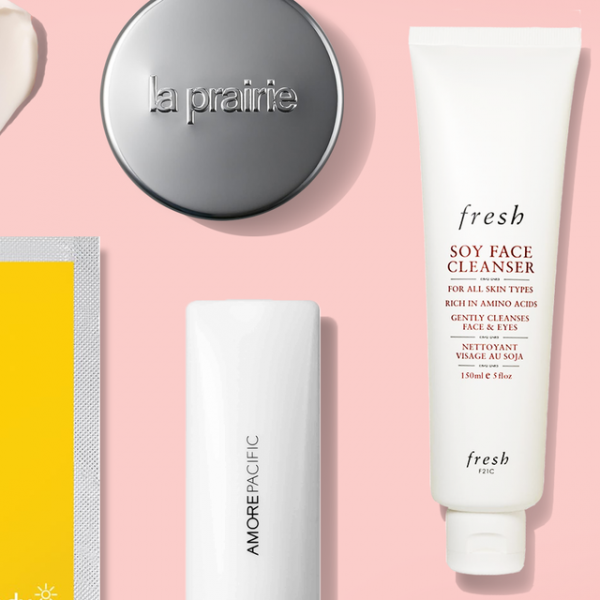 la prairie
fresh
SOY FACE
CLEANSER
FOR ALL SKIN TYPES
RICH IN AMINO ACIDS
GENTLY CLEANSES
FACE & EYES
NETTOYANT
VISAGE AU SOJA
150ml e 5 fl oz
fresh
F21C
AMOREPACIFIC
+